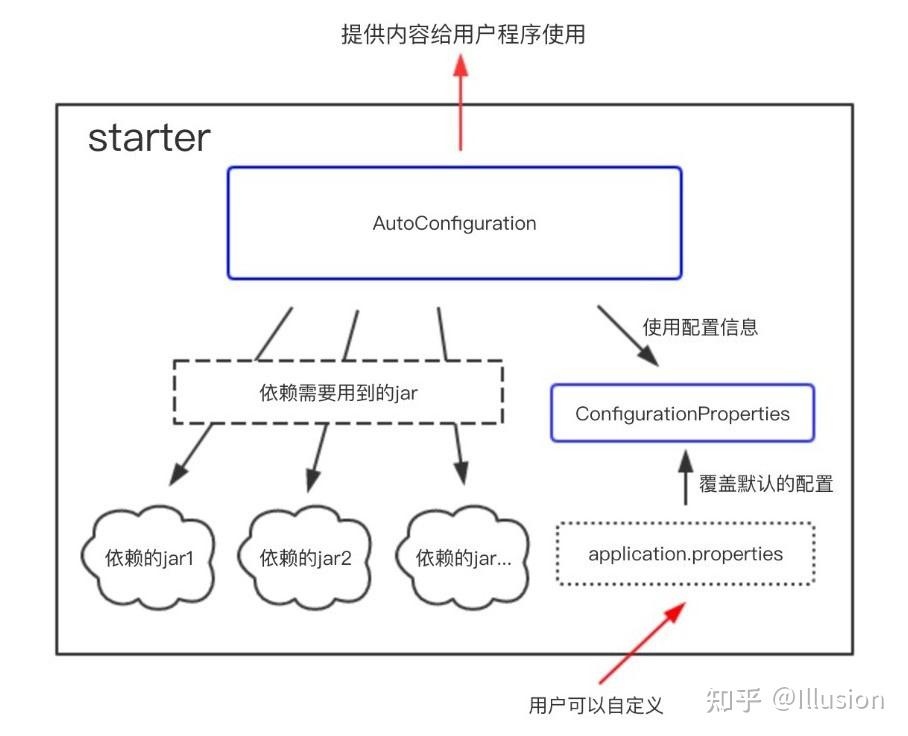 提供内容给用户程序使用
starter
AutoConfiguration
使用配置信息
依赖需要用到的jar
ConfigurationProperties
覆盖默认的配置
依赖的jar1
依赖的jar2
依赖的jar...
application.properties
用户可以自定义
知乎 @Illusion